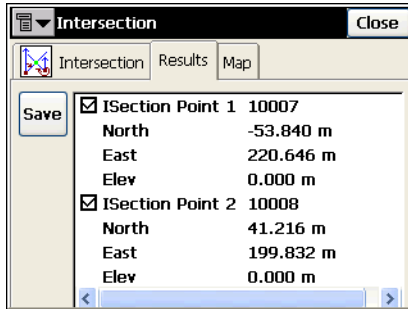 Intersection Close
Intersection Results Map
Save
ISection Point 1 10007
North -53.840 m
East 220.646 m
Elev 0.000 m
ISection Point 2 10008
North 41.216 m
East 199.832 m
Elev 0.000 m